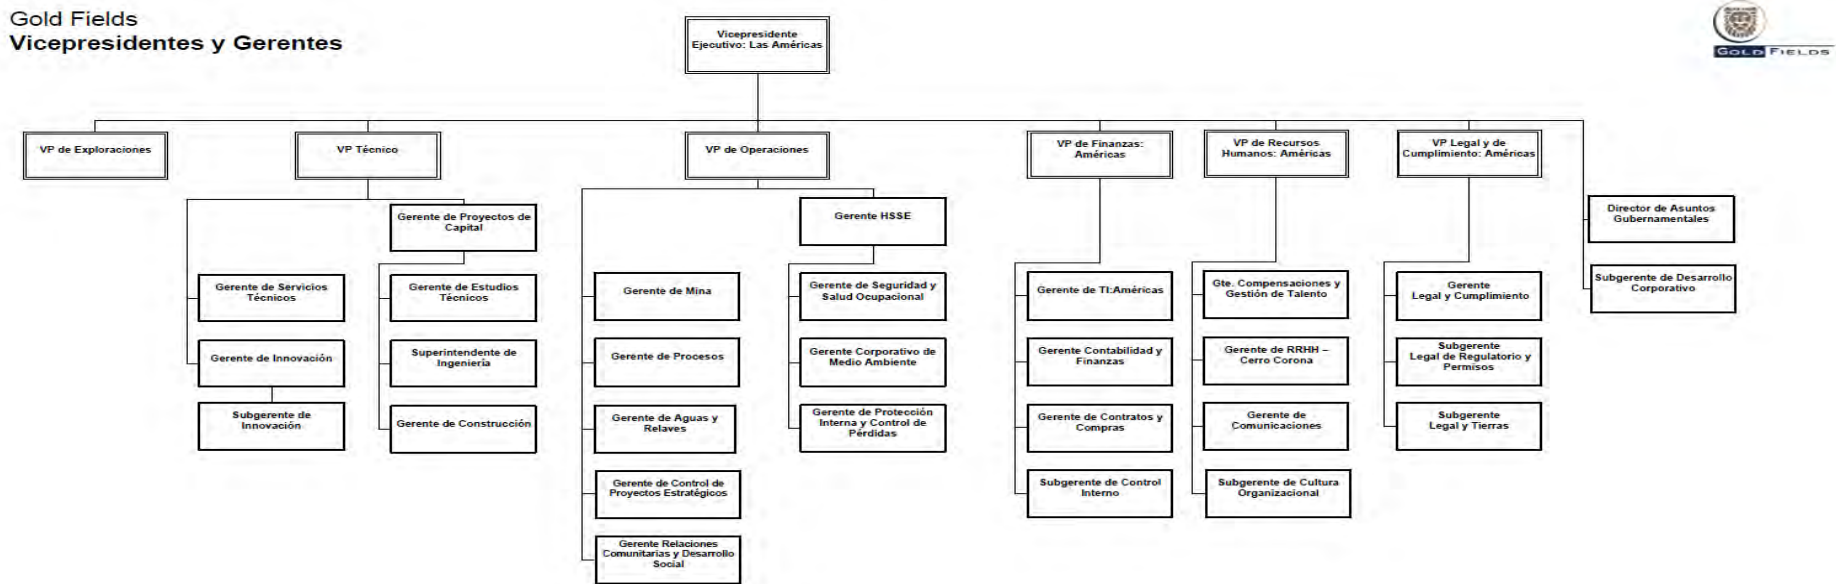 Gold Fields
Vicepresidentes y Gerentes
GOLD FIELDS
Vicepresidente
Ejecutivo: Las Américas
VP de Exploraciones
VP Técnico
VP de Operaciones
VP de Finanzas:
Américas
VP de Recursos
Humanos: Américas
VP Legal y de
Cumplimiento: Américas
Gerente de Proyectos de
Capital
Gerente HSSE
Director de Asuntos
Gubernamentales
Gerente de Servicios
Técnicos
Gerente de Estudios
Técnicos
Gerente de Mina
Gerente de Seguridad y
Salud Ocupacional
Gerente de TI:Américas
Gte. Compensaciones y
Gestión de Talento
Gerente
Legal y Cumplimiento
Subgerente de Desarrollo
Corporativo
Gerente de Innovación
Superintendente de
Ingeniería
Gerente de Procesos
Gerente Corporativo de
Medio Ambiente
Gerente Contabilidad y
Finanzas
Gerente de RRHH –
Cerro Corona
Subgerente
Legal de Regulatorio y
Permisos
Subgerente de
Innovación
Gerente de Construcción
Gerente de Aguas y
Relaves
Gerente de Protección
Interna y Control de
Pérdidas
Gerente de Contratos y
Compras
Gerente de
Comunicaciones
Subgerente
Legal y Tierras
Gerente de Control de
Proyectos Estratégicos
Subgerente de Control
Interno
Subgerente de Cultura
Organizacional
Gerente Relaciones
Comunitarias y Desarrollo
Social